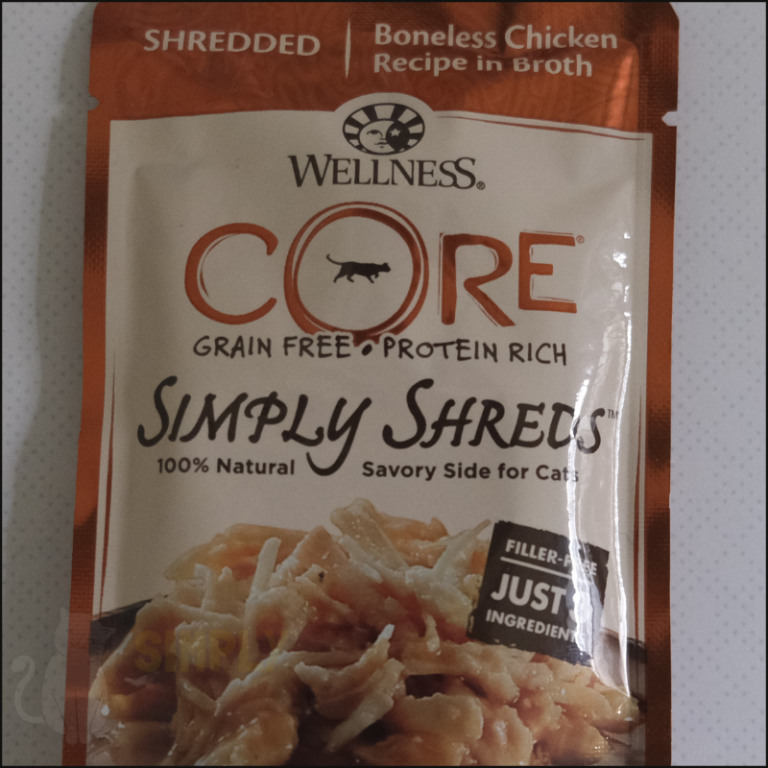 SHREDDED
Boneless Chicken
Recipe in Broth
WELLNESS®
CORE®
GRAIN FREE • PROTEIN RICH
SIMPLY SHREDS™
100% Natural Savory Side for Cats
FILLER-FREE
JUST
INGREDIENTS